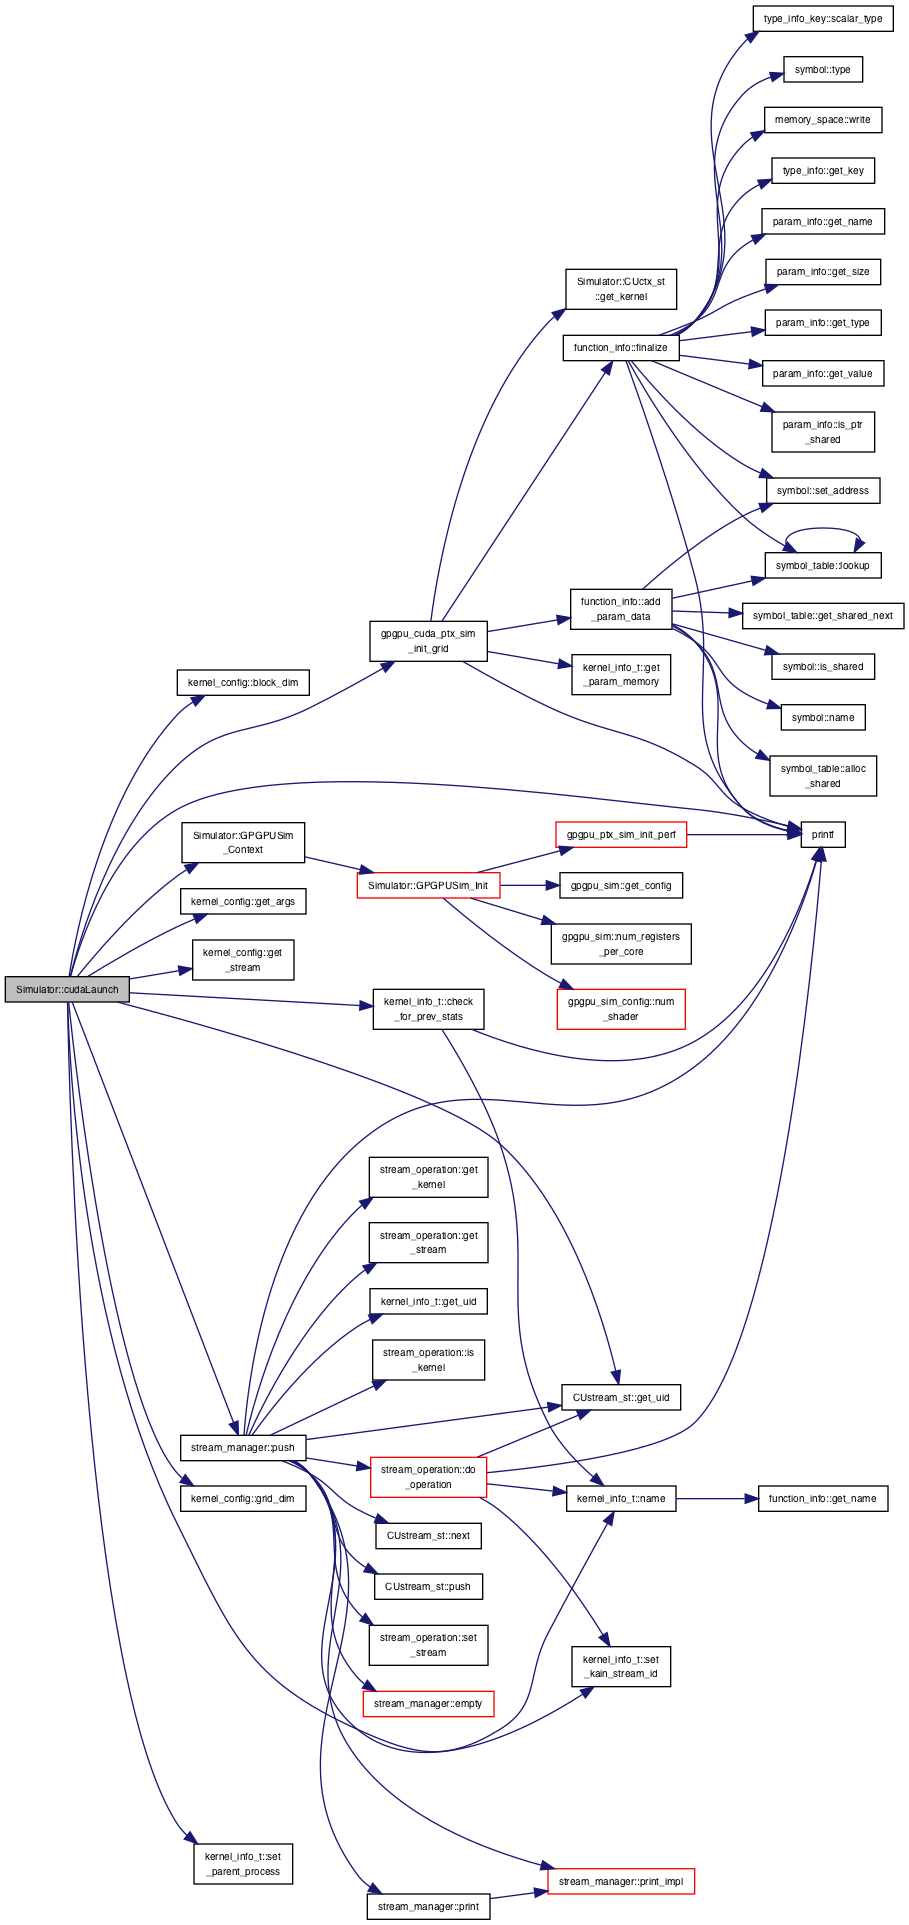 type_info_key::scalar_type
symbol::type
memory_space::write
type_info::get_key
param_info::get_name
param_info::get_size
Simulator::CUctx_st
::get_kernel
param_info::get_type
function_info::finalize
param_info::get_value
param_info::is_ptr
_shared
symbol::set_address
symbol_table::lookup
function_info::add
_param_data
symbol_table::get_shared_next
gpgpu_cuda_ptx_sim
_init_grid
kernel_info_t::get
_param_memory
symbol::is_shared
kernel_config::block_dim
symbol::name
symbol_table::alloc
_shared
Simulator::GPGPUSim
_Context
gpgpu_ptx_sim_init_perf
printf
Simulator::GPGPUSim_Init
gpgpu_sim::get_config
kernel_config::get_args
gpgpu_sim::num_registers
_per_core
kernel_config::get
_stream
Simulator::cudaLaunch
kernel_info_t::check
_for_prev_stats
gpgpu_sim_config::num
_shader
stream_operation::get
_kernel
stream_operation::get
_stream
kernel_info_t::get_uid
stream_operation::is
_kernel
CUstream_st::get_uid
stream_manager::push
stream_operation::do
_operation
kernel_config::grid_dim
kernel_info_t::name
function_info::get_name
CUstream_st::next
CUstream_st::push
stream_operation::set
_stream
kernel_info_t::set
_kain_stream_id
stream_manager::empty
kernel_info_t::set
_parent_process
stream_manager::print_impl
stream_manager::print